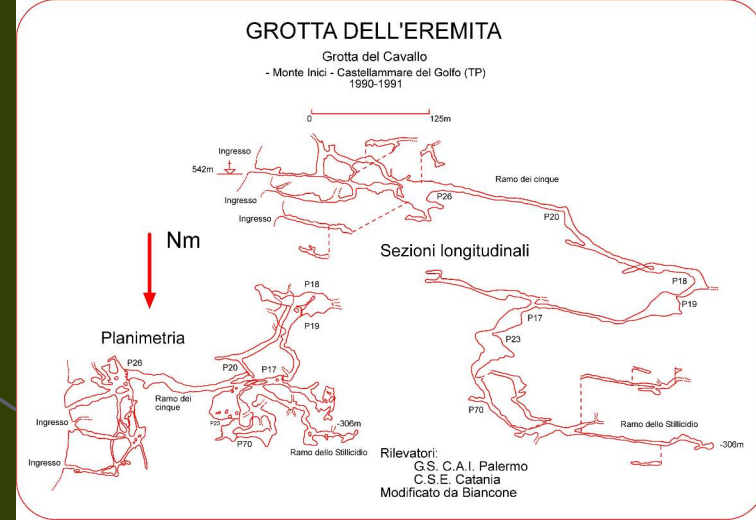 GROTTA DELL'EREMITA
Grotta del Cavallo
- Monte Inici - Castellammare del Golfo (TP)
1990-1991
0 125m
Ingresso
542m
Ramo dei cinque
Ingresso
P26
Ingresso
P20
Nm
Sezioni longitudinali
P18
P18
P19
P17
P19
Planimetria
P23
P26
P20
P17
Ramo dei
cinque
P70
Ingresso
P23
-306m
Ramo dello Stillicidio
P70
-306m
Ramo dello Stillicidio
Ingresso
Rilevatori:
G.S. C.A.I. Palermo
C.S.E. Catania
Modificato da Biancone